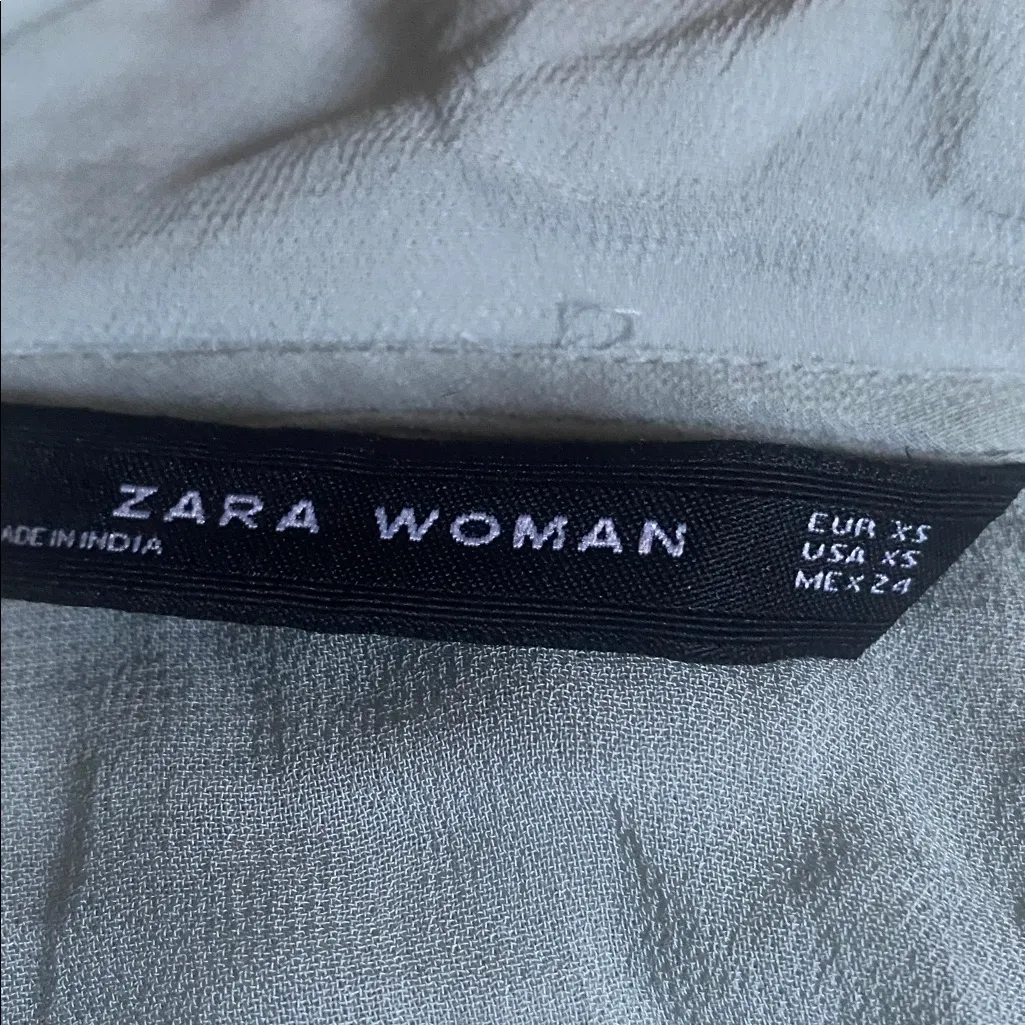 ZARA WOMAN
ADE IN INDIA
EUR XS
USA XS
MEX 24